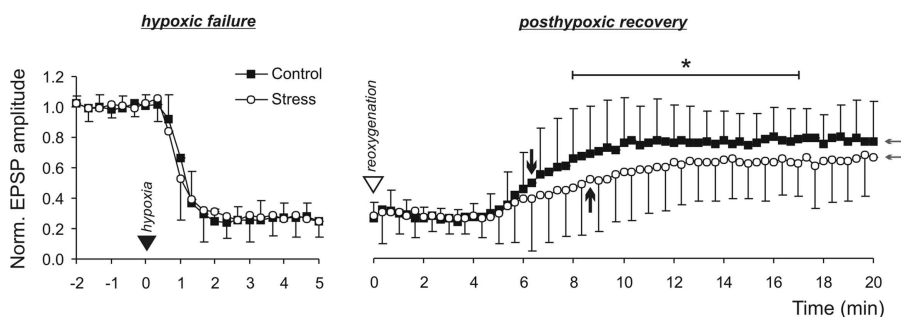 hypoxic failure
posthypoxic recovery
Norm. EPSP amplitude
1.2
1.0
0.8
0.6
0.4
0.2
0.0
Control
Stress
hypoxia
reoxygenation
*
-2 -1 0 1 2 3 4 5
0 2 4 6 8 10 12 14 16 18 20
Time (min)